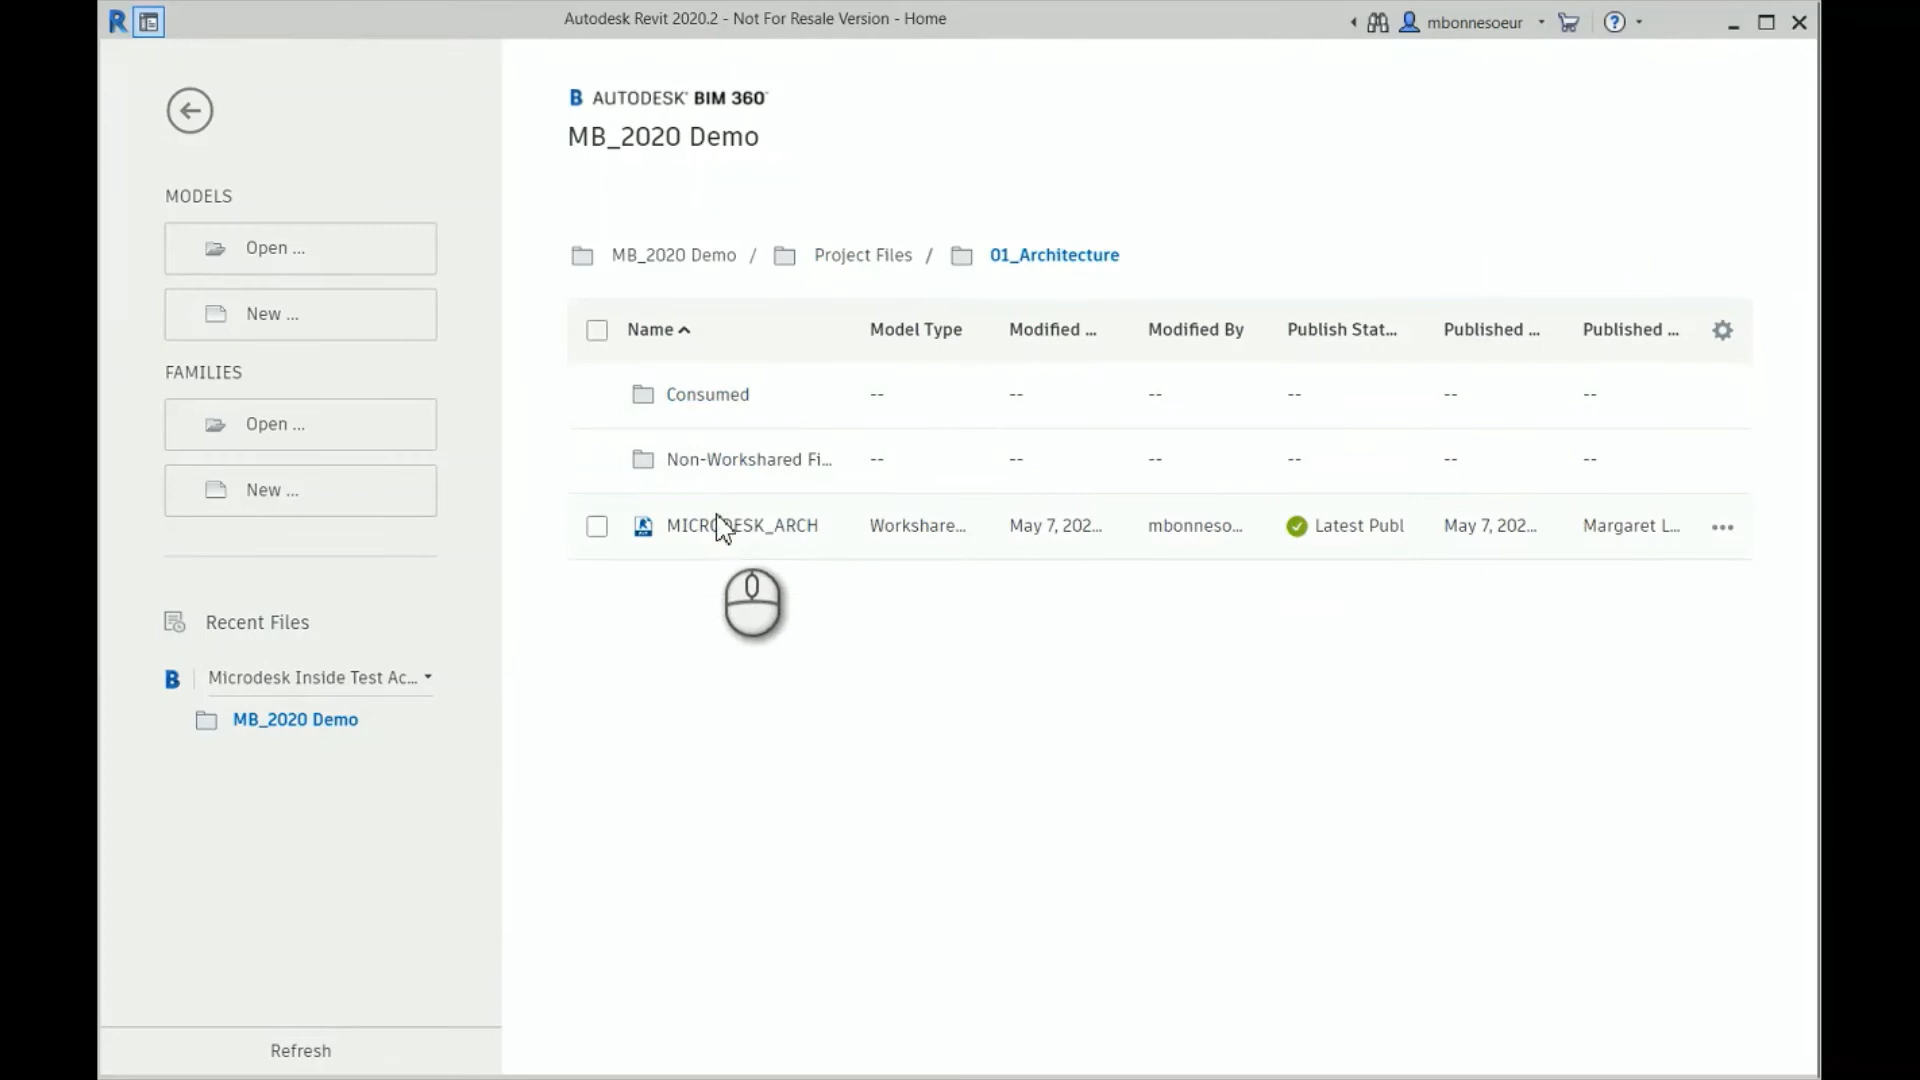 Autodesk Revit 2020.2 - Not For Resale Version - Home
mbonnesoeur
AUTODESK® BIM 360™
MB_2020 Demo
MODELS
Open ...
New ...
FAMILIES
Open ...
New ...
Recent Files
B Microdesk Inside Test Ac...
MB_2020 Demo
Refresh
MB_2020 Demo / Project Files / 01_Architecture
Name Model Type Modified ... Modified By Publish Stat... Published ... Published ...
Consumed -- -- -- -- -- --
Non-Workshared Fi... -- -- -- -- -- --
MICRODESK_ARCH Workshare... May 7, 202... mbonneso... Latest Publ May 7, 202... Margaret L...